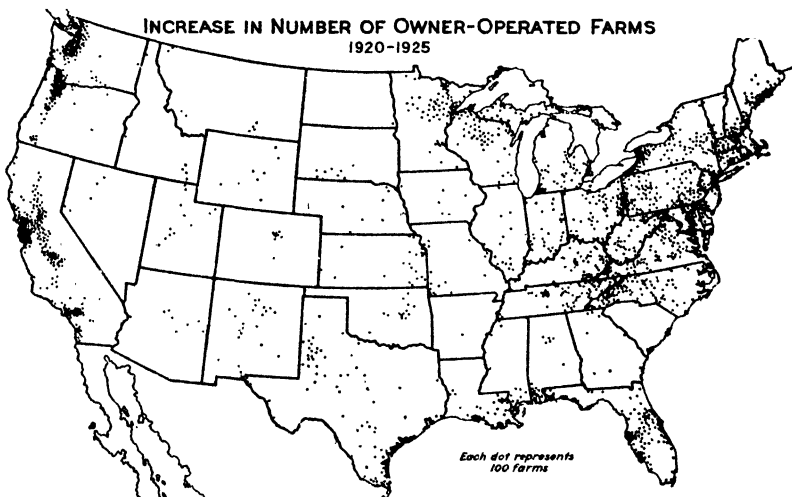 INCREASE IN NUMBER OF OWNER-OPERATED FARMS
1920-1925
Each dot represents
100 farms